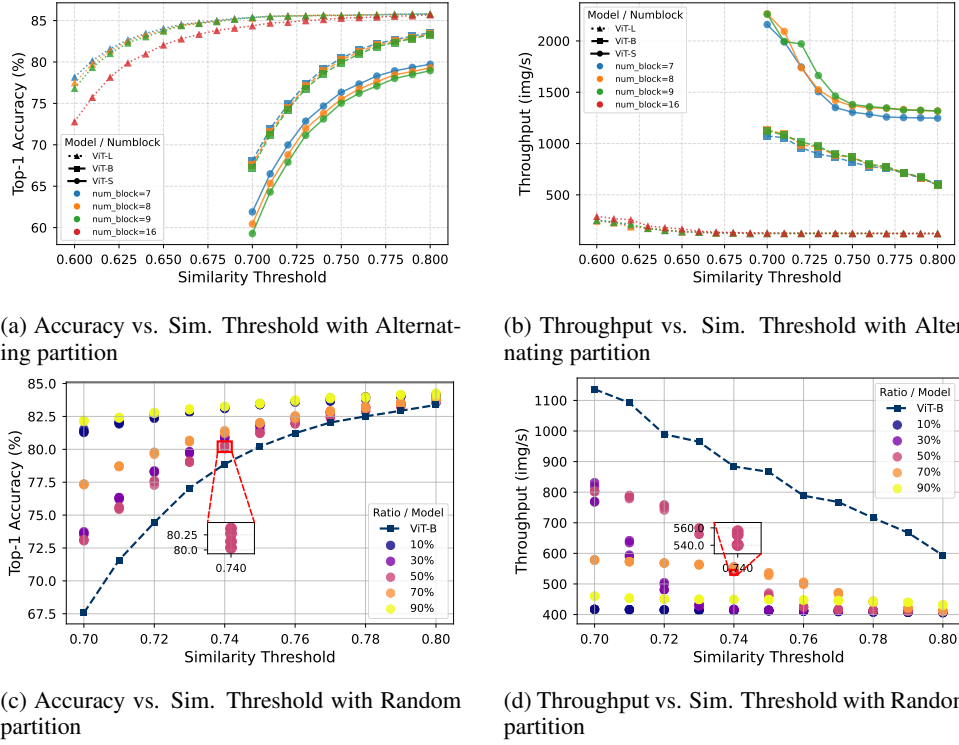 85
80
75
70
65
60
Top-1 Accuracy (%)
Model / Numblock
ViT-L
ViT-B
ViT-S
num_block=7
num_block=8
num_block=9
num_block=16
0.600 0.625 0.650 0.675 0.700 0.725 0.750 0.775 0.800
Similarity Threshold
(a) Accuracy vs. Sim. Threshold with Alternat-
ing partition
2000
1500
1000
500
Throughput (img/s)
Model / Numblock
ViT-L
ViT-B
ViT-S
num_block=7
num_block=8
num_block=9
num_block=16
0.600 0.625 0.650 0.675 0.700 0.725 0.750 0.775 0.800
Similarity Threshold
(b) Throughput vs. Sim. Threshold with Alter
nating partition
85.0
82.5
80.0
77.5
75.0
72.5
70.0
67.5
Top-1 Accuracy (%)
80.25
80.0
0.740
Ratio / Model
ViT-B
10%
30%
50%
70%
90%
0.70 0.72 0.74 0.76 0.78 0.80
Similarity Threshold
(c) Accuracy vs. Sim. Threshold with Random
partition
1100
1000
900
800
700
600
500
400
Throughput (img/s)
560.0
540.0
0.740
Ratio / Model
ViT-B
10%
30%
50%
70%
90%
0.70 0.72 0.74 0.76 0.78 0.80
Similarity Threshold
(d) Throughput vs. Sim. Threshold with Random
partition